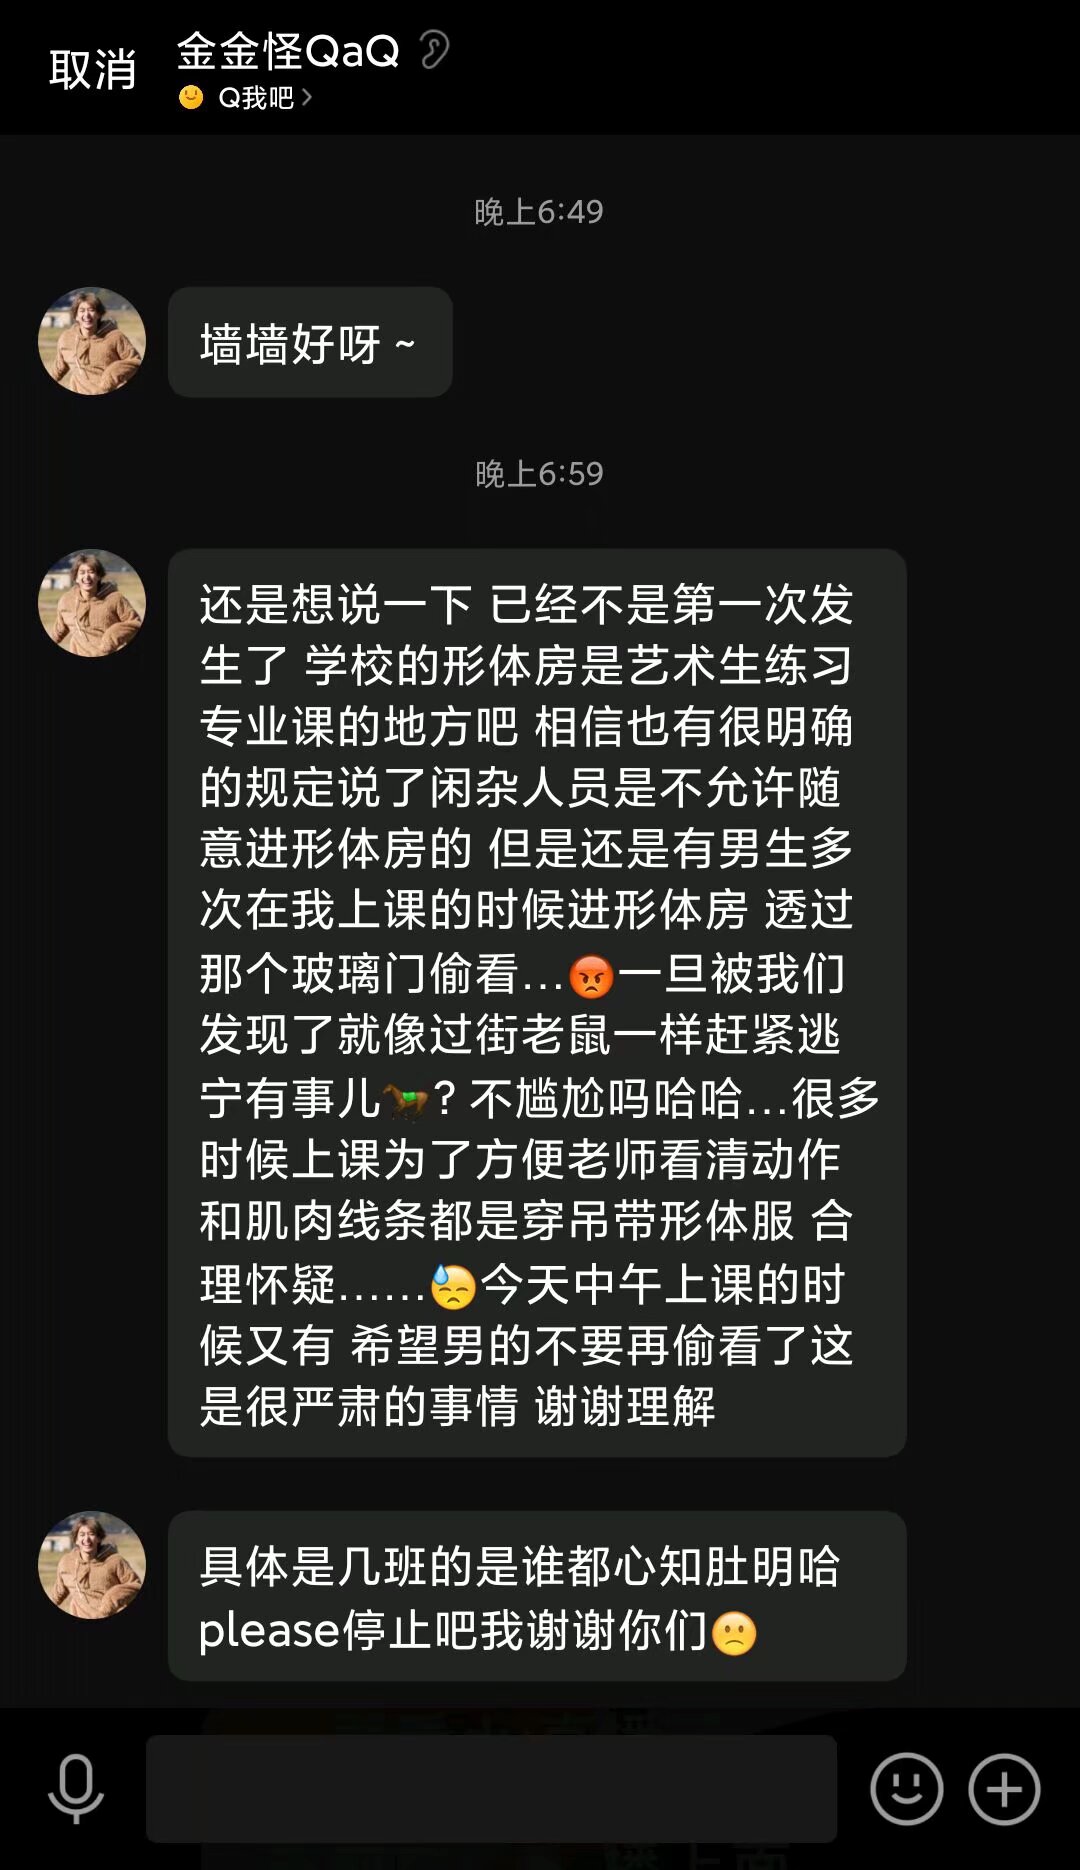 取消
金金怪QaQ
Q我吧
晚上6:49
墙墙好呀~
晚上6:59
还是想说一下 已经不是第一次发
生了 学校的形体房是艺术生练习
专业课的地方吧 相信也有很明确
的规定说了闲杂人员是不允许随
意进形体房的 但是还是有男生多
次在我上课的时候进形体房 透过
那个玻璃门偷看...😡一旦被我们
发现了就像过街老鼠一样赶紧逃
宁有事儿🐎?不尴尬吗哈哈...很多
时候上课为了方便老师看清动作
和肌肉线条都是穿吊带形体服 合
理怀疑......😓今天中午上课的时
候又有 希望男的不要再偷看了这
是很严肃的事情 谢谢理解
具体是几班的是谁都心知肚明哈
please停止吧我谢谢你们🙁